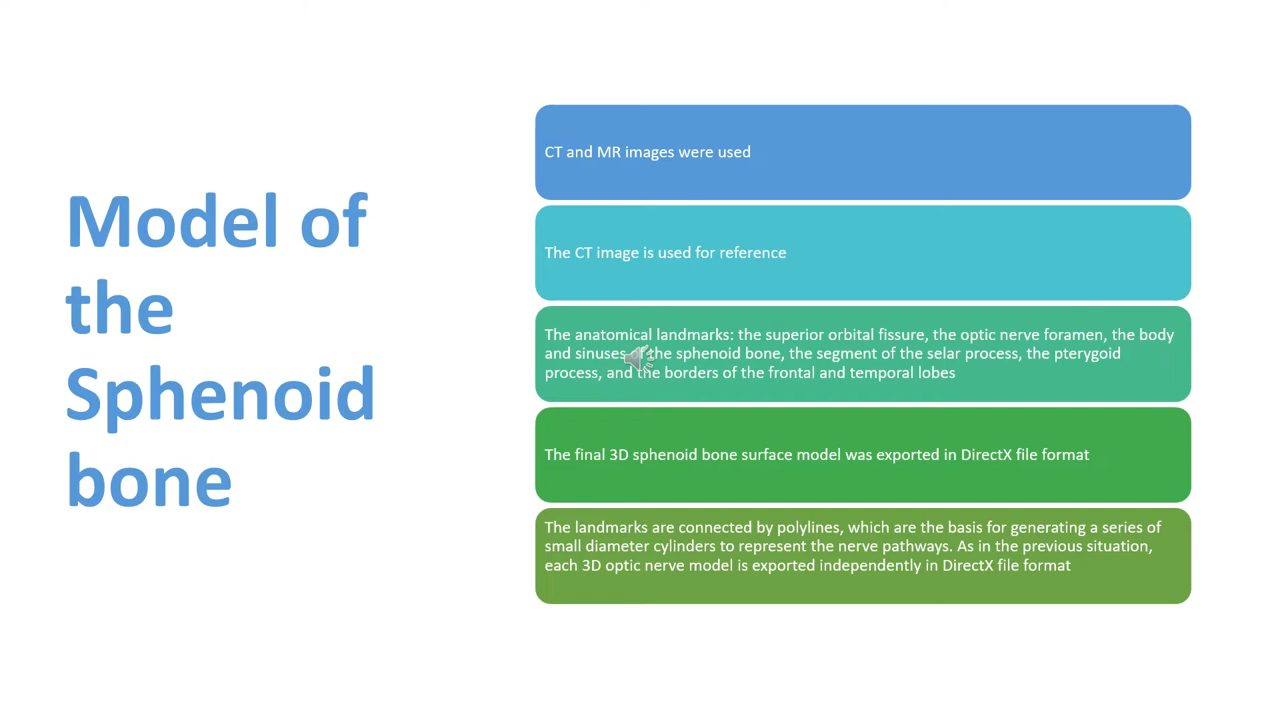 Model of
the
Sphenoid
bone
CT and MR images were used
The CT image is used for reference
The anatomical landmarks: the superior orbital fissure, the optic nerve foramen, the body
and sinuses of the sphenoid bone, the segment of the selar process, the pterygoid
process, and the borders of the frontal and temporal lobes
The final 3D sphenoid bone surface model was exported in DirectX file format
The landmarks are connected by polylines, which are the basis for generating a series of
small diameter cylinders to represent the nerve pathways. As in the previous situation,
each 3D optic nerve model is exported independently in DirectX file format